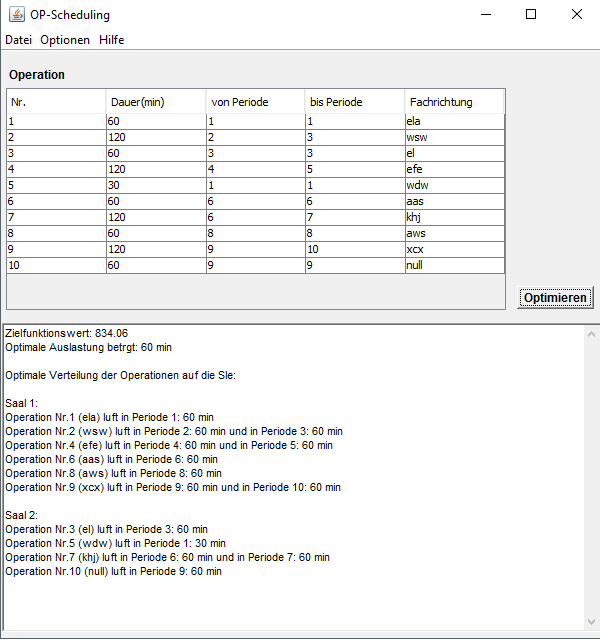 OP-Scheduling
Datei Optionen Hilfe
Operation
Nr. Dauer(min) von Periode bis Periode Fachrichtung
1 60 1 1 ela
2 120 2 3 wsw
3 60 3 3 el
4 120 4 5 efe
5 30 1 1 wdw
6 60 6 6 aas
7 120 6 7 khj
8 60 8 8 aws
9 120 9 10 xcx
10 60 9 9 null
Optimieren
Zielfunktionswert: 834.06
Optimale Auslastung betrgt: 60 min
Optimale Verteilung der Operationen auf die Sle:
Saal 1:
Operation Nr.1 (ela) luft in Periode 1: 60 min
Operation Nr.2 (wsw) luft in Periode 2: 60 min und in Periode 3: 60 min
Operation Nr.4 (efe) luft in Periode 4: 60 min und in Periode 5: 60 min
Operation Nr.6 (aas) luft in Periode 6: 60 min
Operation Nr.8 (aws) luft in Periode 8: 60 min
Operation Nr.9 (xcx) luft in Periode 9: 60 min und in Periode 10: 60 min
Saal 2:
Operation Nr.3 (el) luft in Periode 3: 60 min
Operation Nr.5 (wdw) luft in Periode 1: 30 min
Operation Nr.7 (khj) luft in Periode 6: 60 min und in Periode 7: 60 min
Operation Nr.10 (null) luft in Periode 9: 60 min